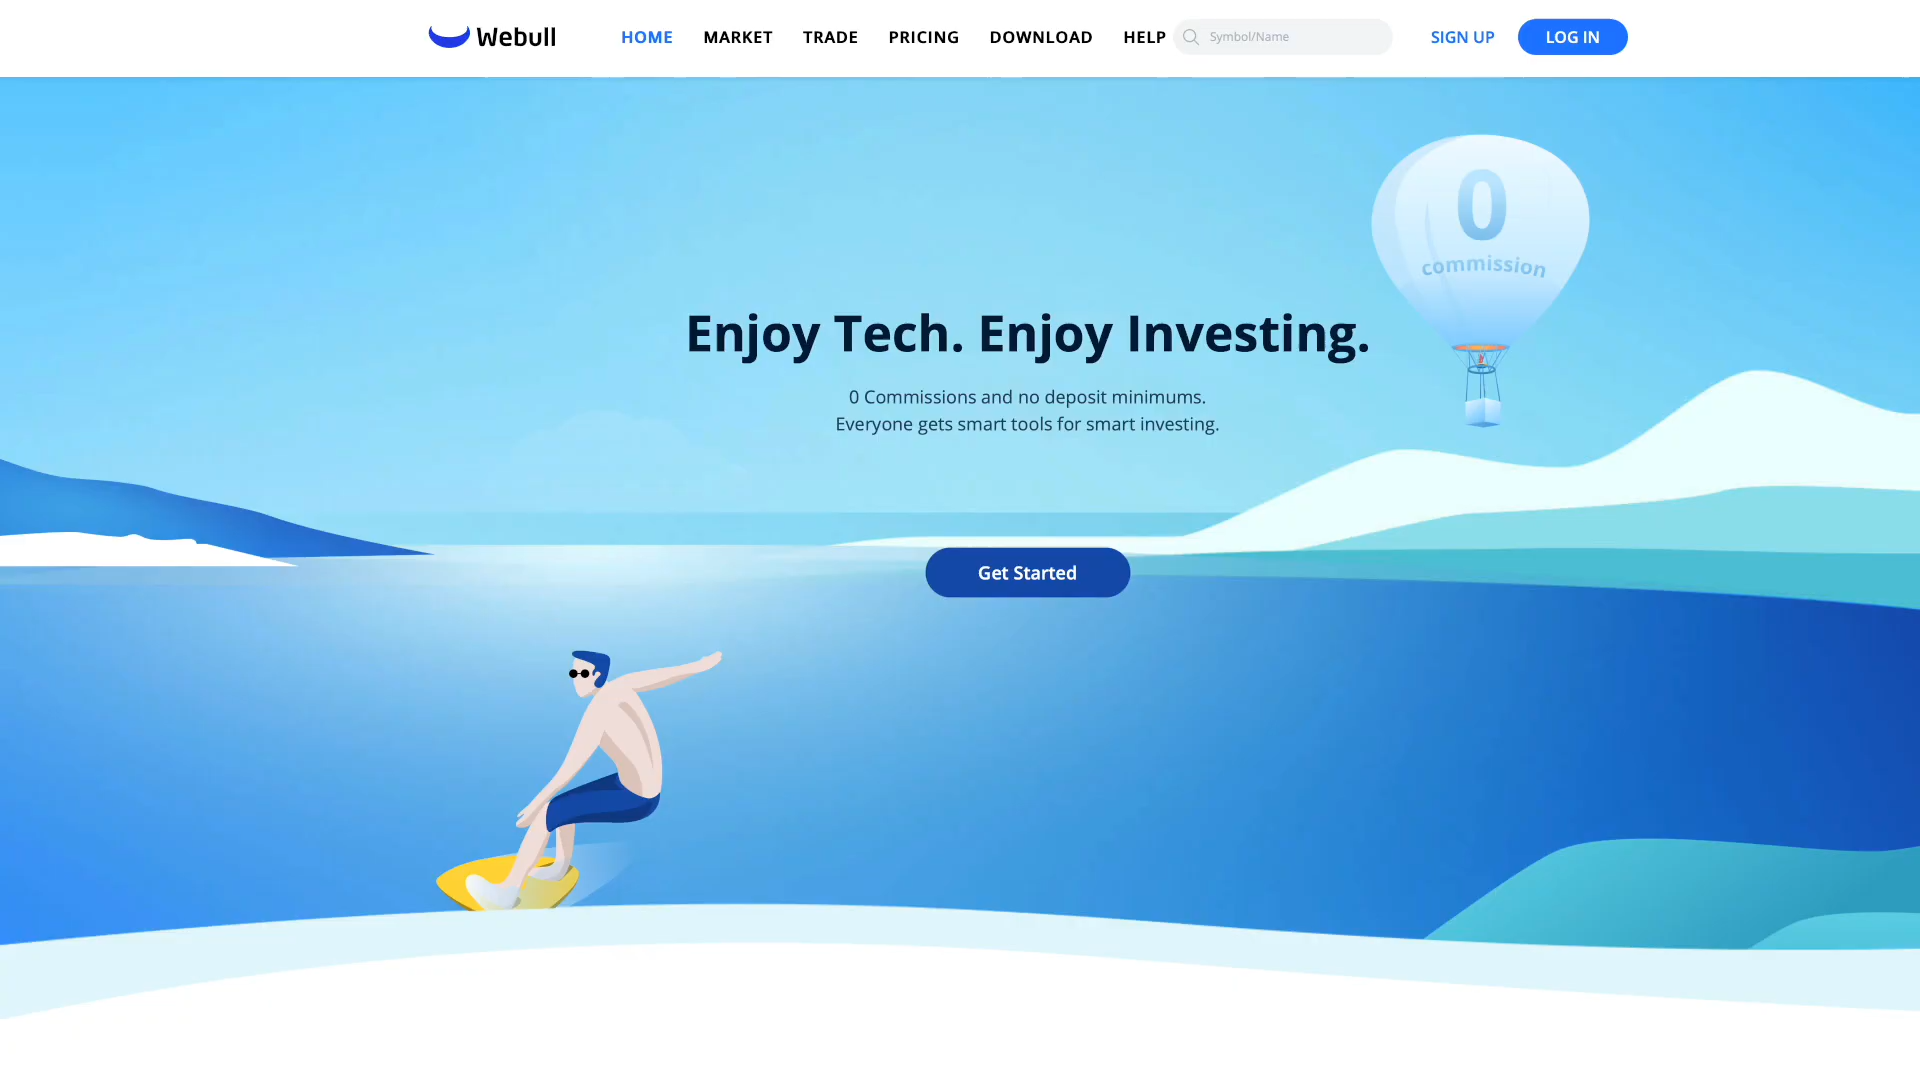 Webull
HOME MARKET TRADE PRICING DOWNLOAD HELP Symbol/Name SIGN UP LOG IN
0
commission
Enjoy Tech. Enjoy Investing.
0 Commissions and no deposit minimums.
Everyone gets smart tools for smart investing.
Get Started